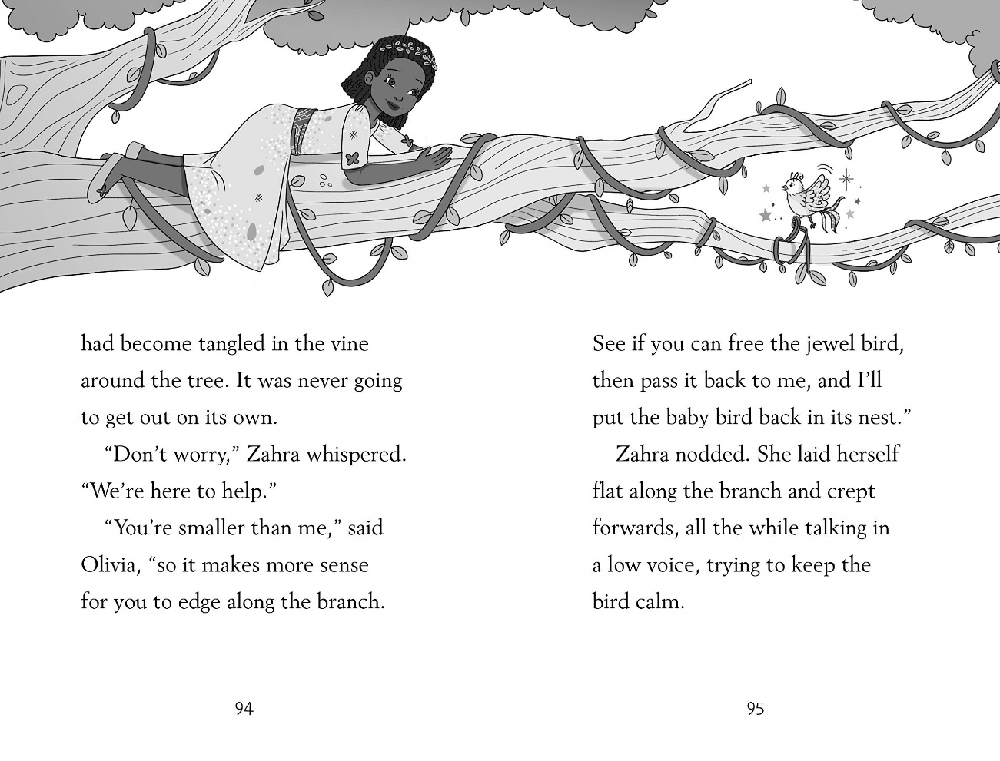 had become tangled in the vine
around the tree. It was never going
to get out on its own.
“Don’t worry,” Zahra whispered.
“We’re here to help.”
“You’re smaller than me,” said
Olivia, “so it makes more sense
for you to edge along the branch.
94
See if you can free the jewel bird,
then pass it back to me, and I’ll
put the baby bird back in its nest.”
Zahra nodded. She laid herself
flat along the branch and crept
forwards, all the while talking in
a low voice, trying to keep the
bird calm.
95